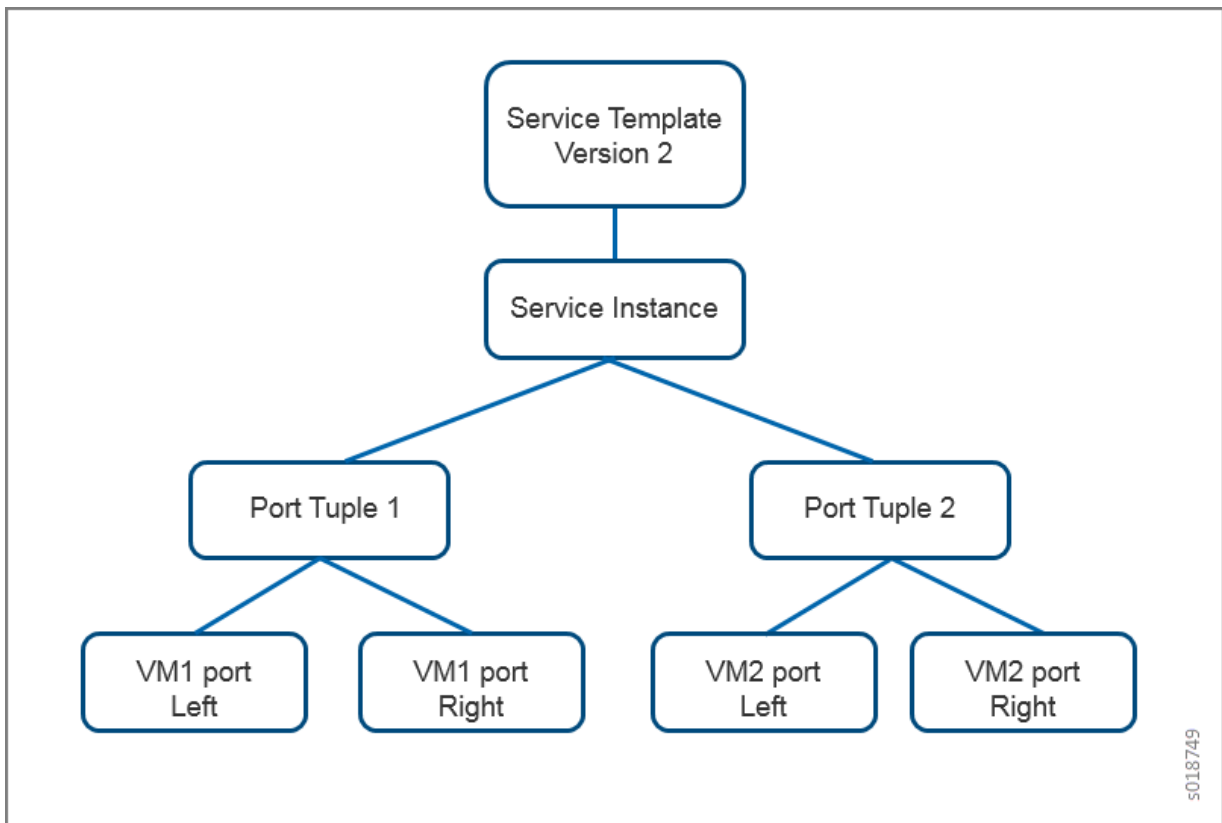 Service Template
Version 2
Service Instance
Port Tuple 1
Port Tuple 2
VM1 port
Left
VM1 port
Right
VM2 port
Left
VM2 port
Right
s018749